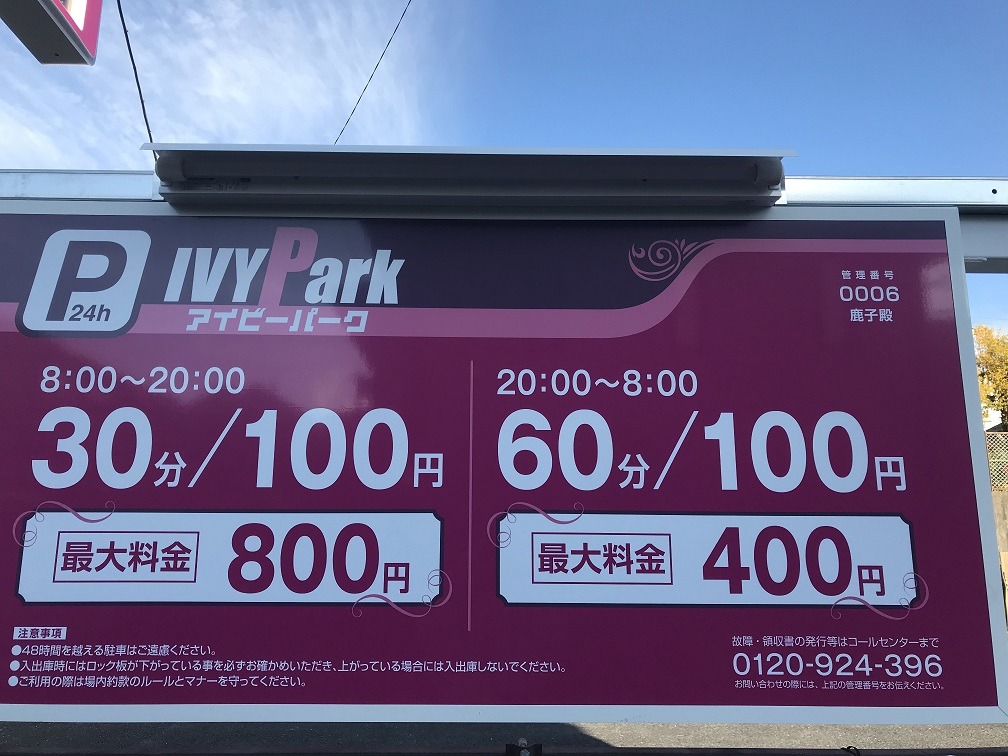 P
24h
IVYPark
アイビーパーク
管理番号
0006
鹿子殿
8:00～20:00
30分／100円
最大料金 800円
20:00～8:00
60分／100円
最大料金 400円
注意事項
●48時間を越える駐車はご遠慮ください。
●入出庫時にはロック板が下がっている事を必ずお確かめいただき、上がっている場合には入出庫しないでください。
●ご利用の際は場内約款のルールとマナーを守ってください。
故障・領収書の発行等はコールセンターまで
0120-924-396
お問い合わせの際には、上記の管理番号をお伝えください。